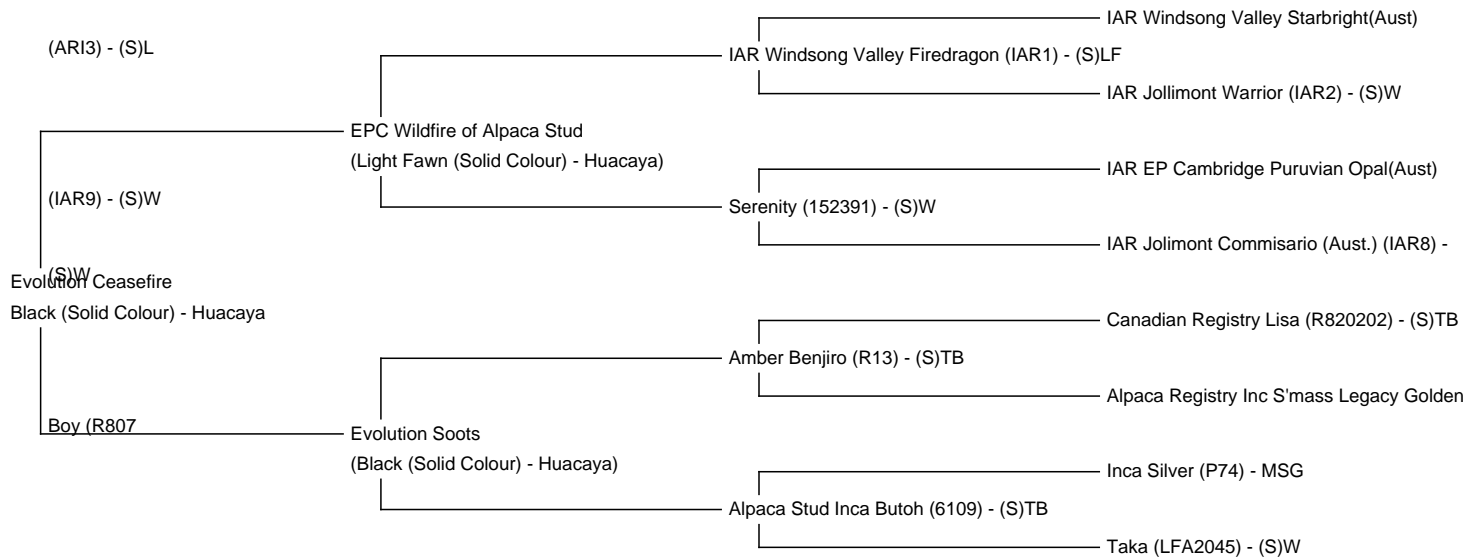 IAR Windsong Valley Starbright(Aust)
(ARI3) - (S)L
IAR Windsong Valley Firedragon (IAR1) - (S)LF
IAR Jollimont Warrior (IAR2) - (S)W
EPC Wildfire of Alpaca Stud
(Light Fawn (Solid Colour) - Huacaya)
IAR EP Cambridge Puruvian Opal(Aust)
(IAR9) - (S)W
Serenity (152391) - (S)W
IAR Jolimont Commisario (Aust.) (IAR8) -
(S)W
Evolution Ceasefire
Black (Solid Colour) - Huacaya
Canadian Registry Lisa (R820202) - (S)TB
Amber Benjiro (R13) - (S)TB
Alpaca Registry Inc S'mass Legacy Golden
Boy (R807
Evolution Soots
(Black (Solid Colour) - Huacaya)
Inca Silver (P74) - MSG
Alpaca Stud Inca Butoh (6109) - (S)TB
Taka (LFA2045) - (S)W